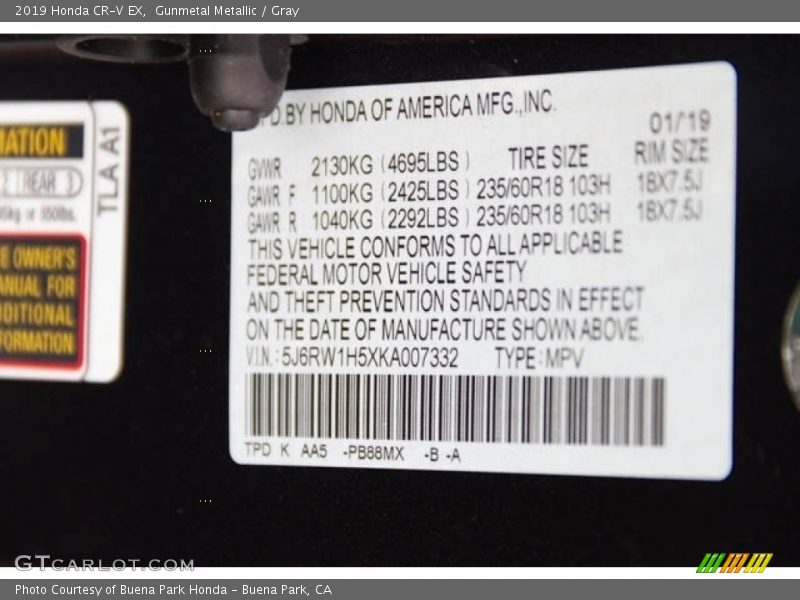 2019 Honda CR-V EX, Gunmetal Metallic / Gray
D BY HONDA OF AMERICA MFG.,INC.
01/'19
GVWR 2130KG (4695LBS) TIRE SIZE RIM SIZE
GAWR F 1100KG (2425LBS) 235/60R18 103H 18X7.5J
GAWR R 1040KG (2292LBS) 235/60R18 103H 18X7.5J
THIS VEHICLE CONFORMS TO ALL APPLICABLE
FEDERAL MOTOR VEHICLE SAFETY
AND THEFT PREVENTION STANDARDS IN EFFECT
ON THE DATE OF MANUFACTURE SHOWN ABOVE.
V.I.N.: 5J6RW1H5XKA007332 TYPE: MPV
TPD K AA5 -PB88MX -B -A
MATION
2 REAR 3
TLA A1
or
OWNER'S
ANUAL FOR
DITIONAL
FORMATION
GTCARLOT.COM
Photo Courtesy of Buena Park Honda - Buena Park, CA